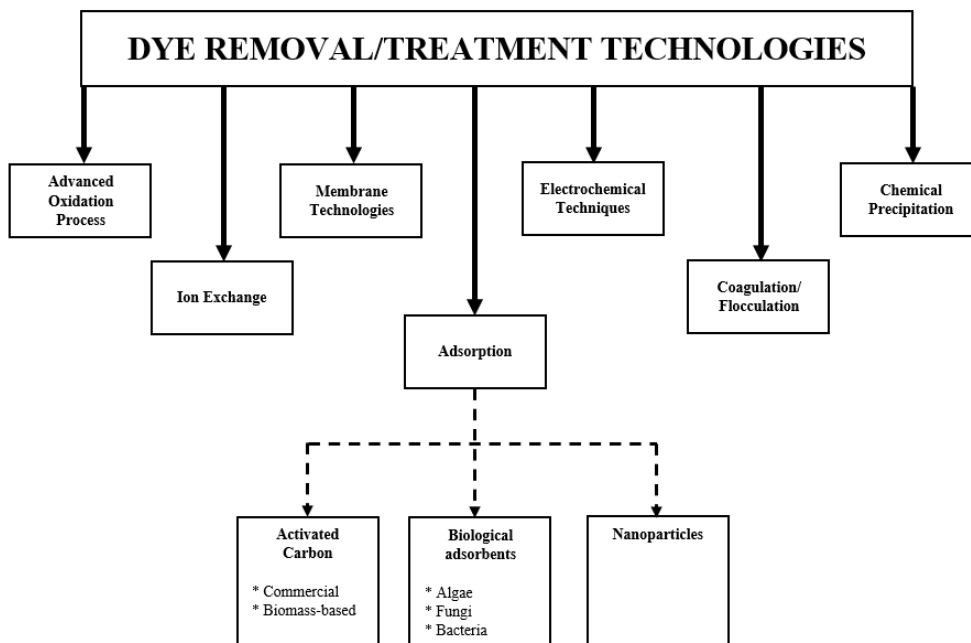 DYE REMOVAL/TREATMENT TECHNOLOGIES
Advanced
Oxidation
Process
Membrane
Technologies
Electrochemical
Techniques
Chemical
Precipitation
Ion Exchange
Coagulation/
Flocculation
Adsorption
Activated
Carbon
* Commercial
* Biomass-based
Biological
adsorbents
* Algae
* Fungi
* Bacteria
Nanoparticles